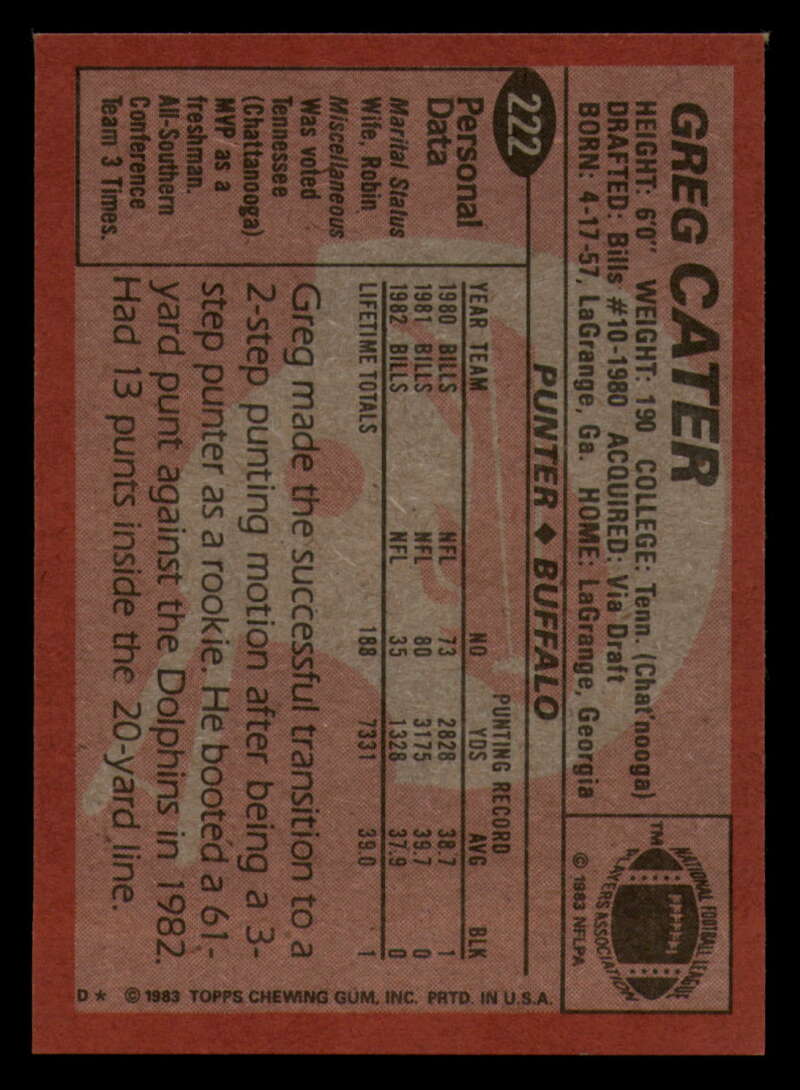 GREG CATER
HEIGHT: 6'0" WEIGHT: 190 COLLEGE: Tenn. (Chat'nooga)
DRAFTED: Bills #10-1980 ACQUIRED: Via Draft
BORN: 4-17-57, LaGrange, Ga. HOME: LaGrange, Georgia
NATIONAL FOOTBALL LEAGUE
PLAYERS ASSOCIATION
TM
© 1983 NFLPA
222
PUNTER ♦ BUFFALO
Personal
Data
Marital Status
Wife, Robin
Miscellaneous
Was voted
Tennessee
(Chattanooga)
MVP as a
freshman.
All-Southern
Conference
Team 3 Times.
PUNTING RECORD
YEAR TEAM NO YDS AVG BLK
1980 BILLS NFL 73 2828 38.7 1
1981 BILLS NFL 80 3175 39.7 0
1982 BILLS NFL 35 1328 37.9 0
LIFETIME TOTALS 188 7331 39.0 1
Greg made the successful transition to a
2-step punting motion after being a 3-
step punter as a rookie. He booted a 61-
yard punt against the Dolphins in 1982.
Had 13 punts inside the 20-yard line.
D* © 1983 TOPPS CHEWING GUM, INC. PRTD. IN U.S.A.